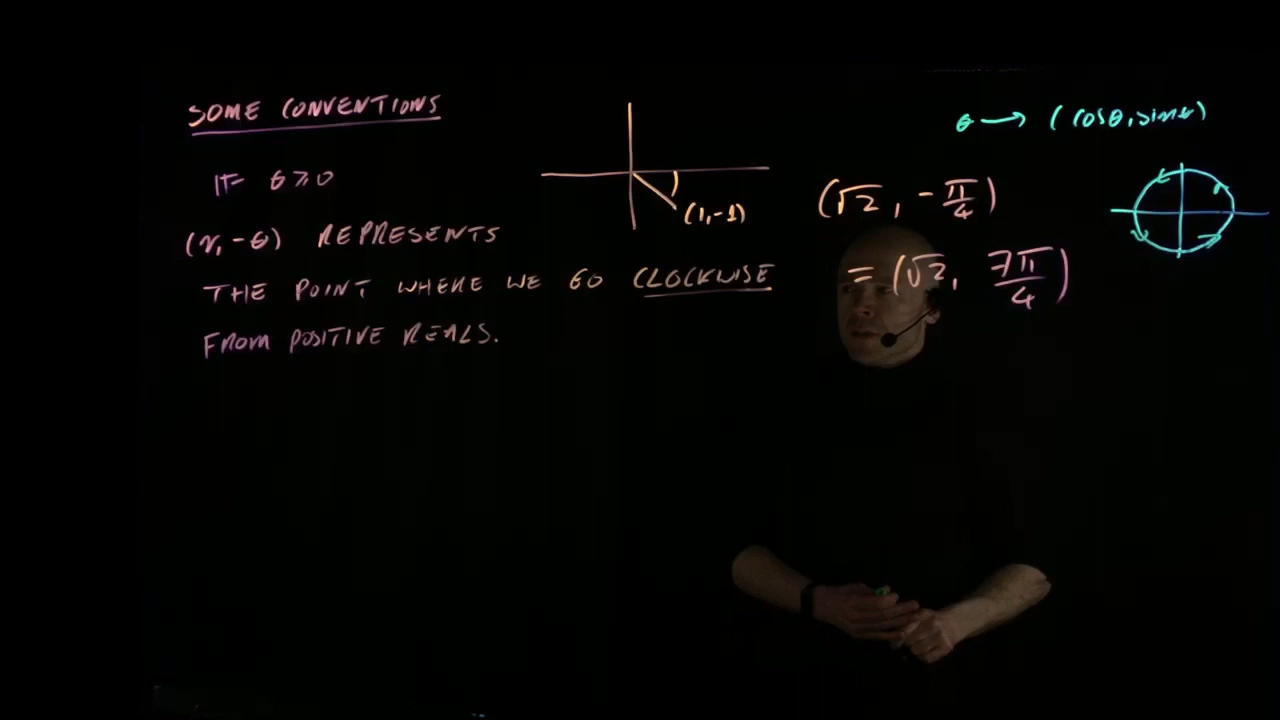 SOME CONVENTIONS
IF θ ⩾ 0
(r, -θ) REPRESENTS
THE POINT WHERE WE GO CLOCKWISE
FROM POSITIVE REALS.
(1,-1)
(√2, -π/4)
= (√2, 7π/4)
θ → (cosθ, sinθ)